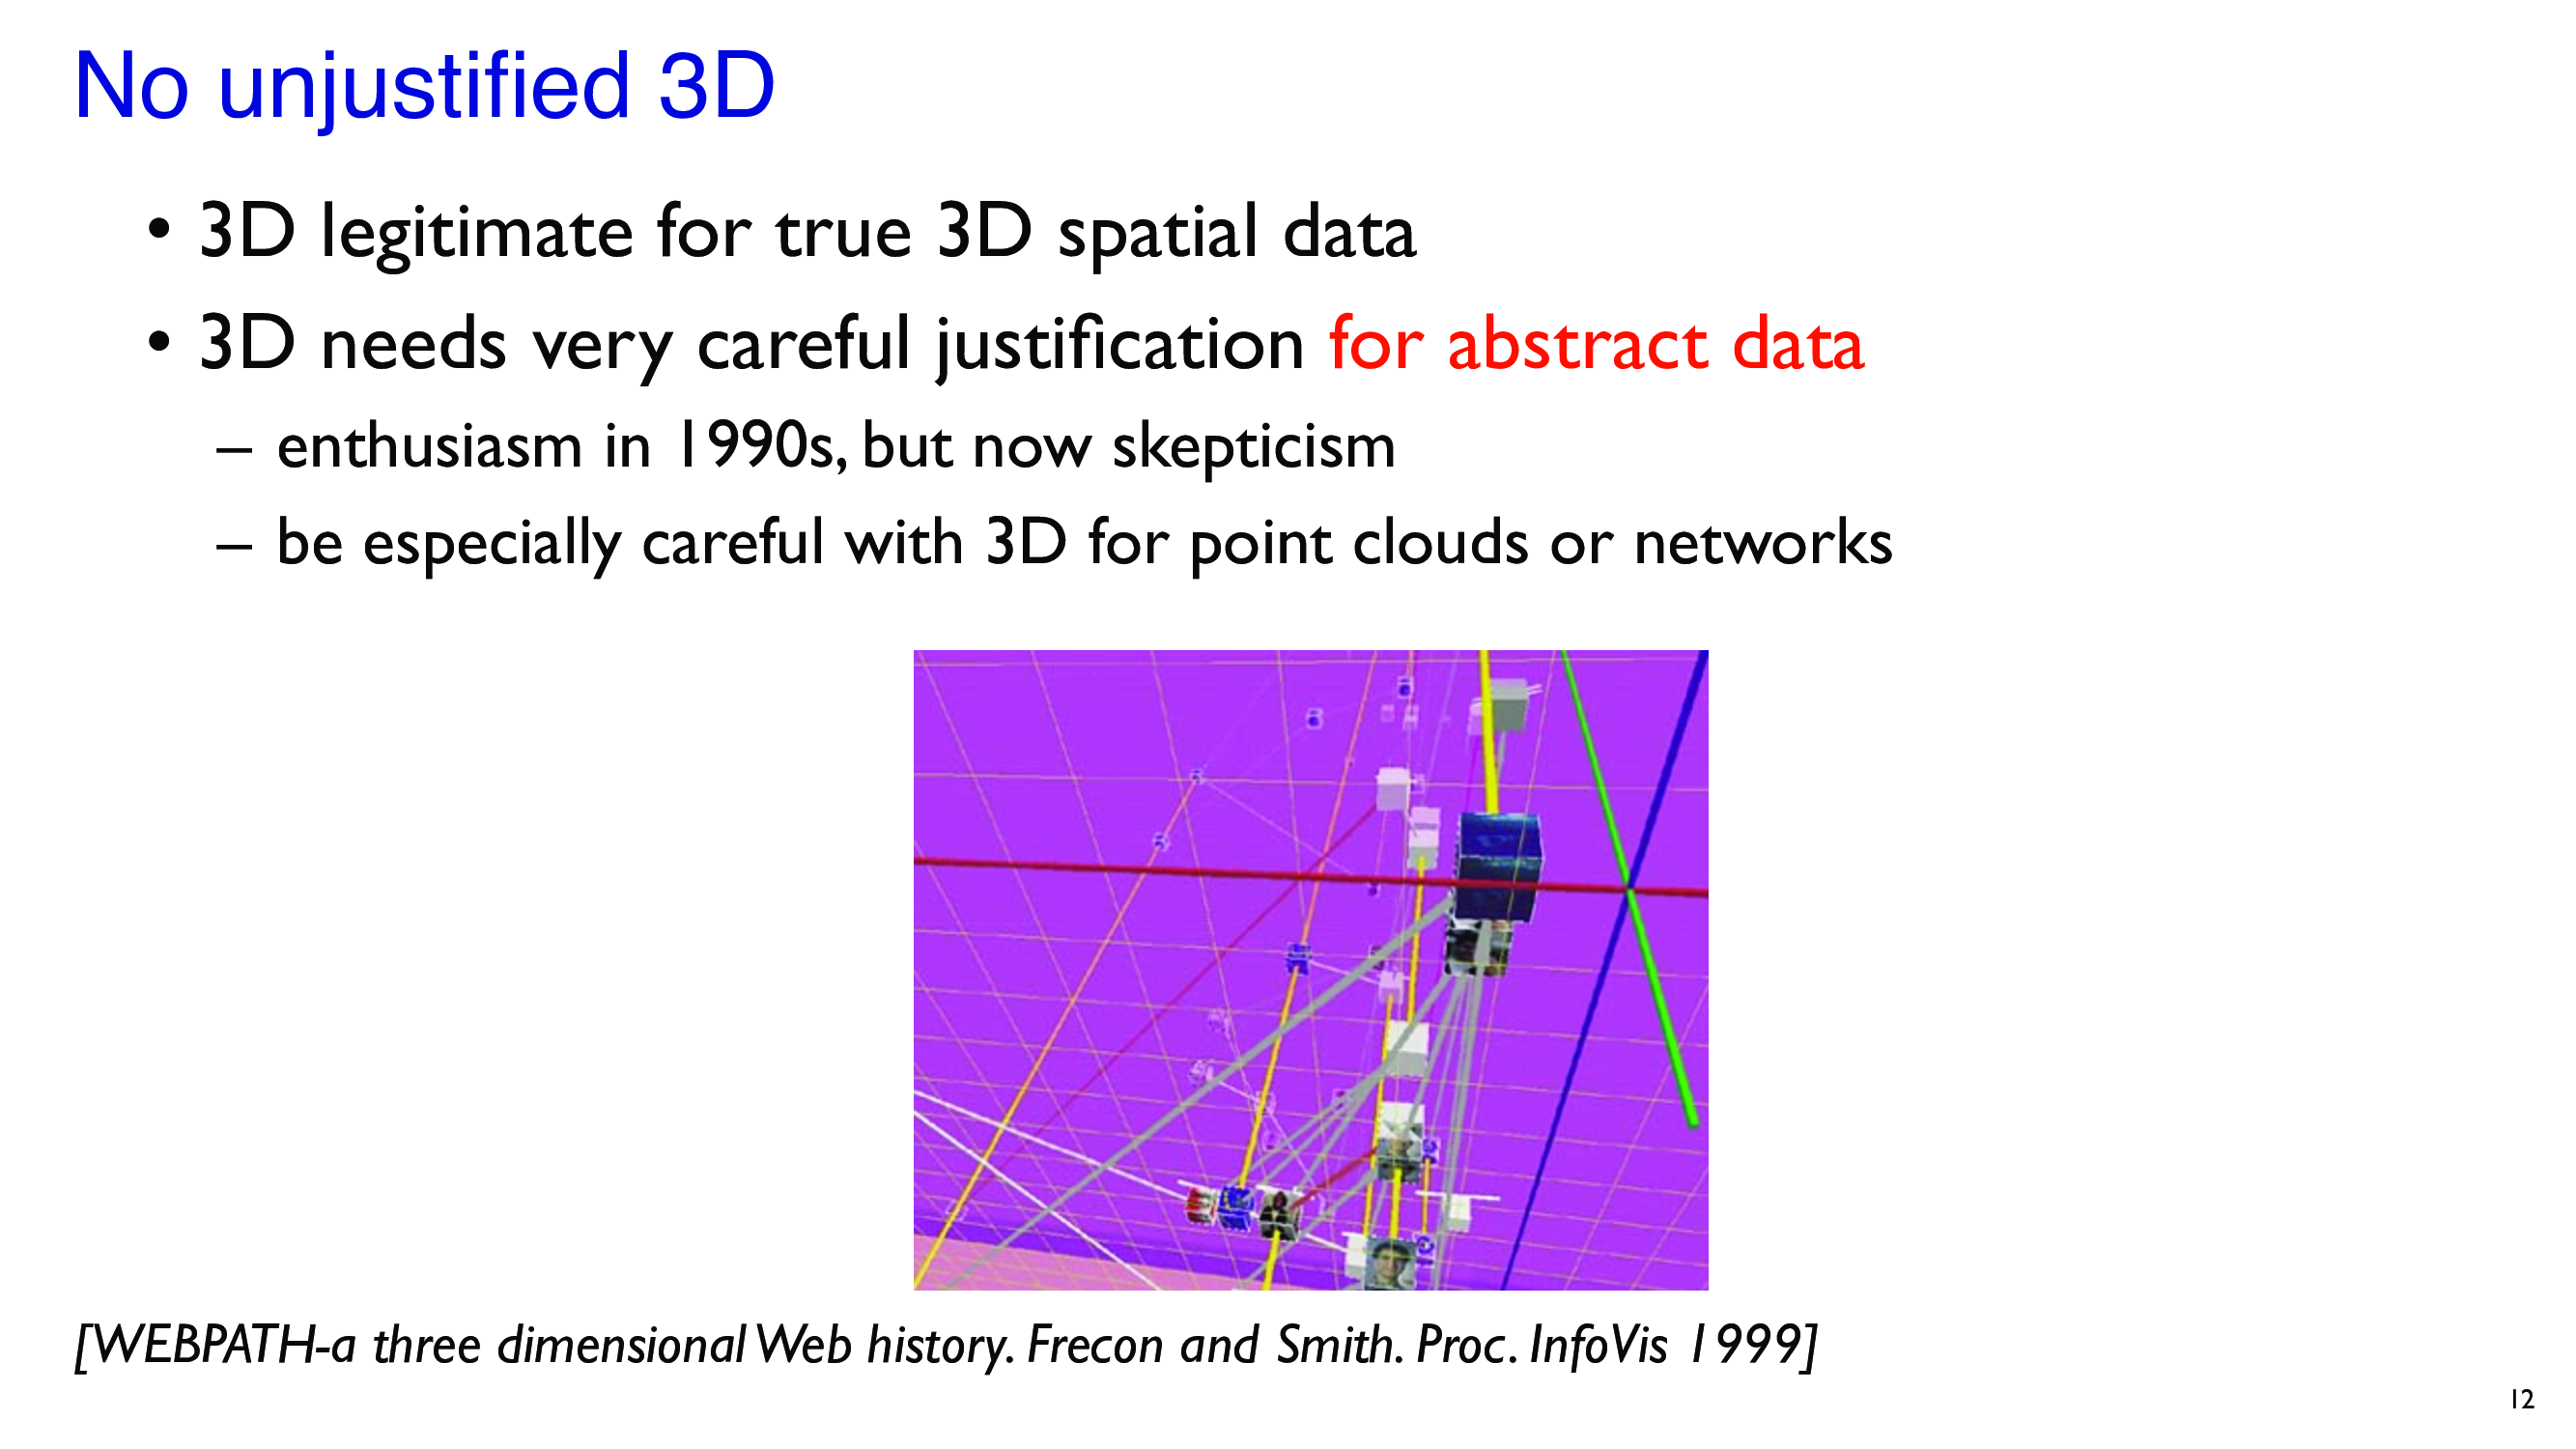 No unjustified 3D
• 3D legitimate for true 3D spatial data
• 3D needs very careful justification for abstract data
– enthusiasm in 1990s, but now skepticism
– be especially careful with 3D for point clouds or networks
[WEBPATH-a three dimensional Web history. Frecon and Smith. Proc. InfoVis 1999]
12